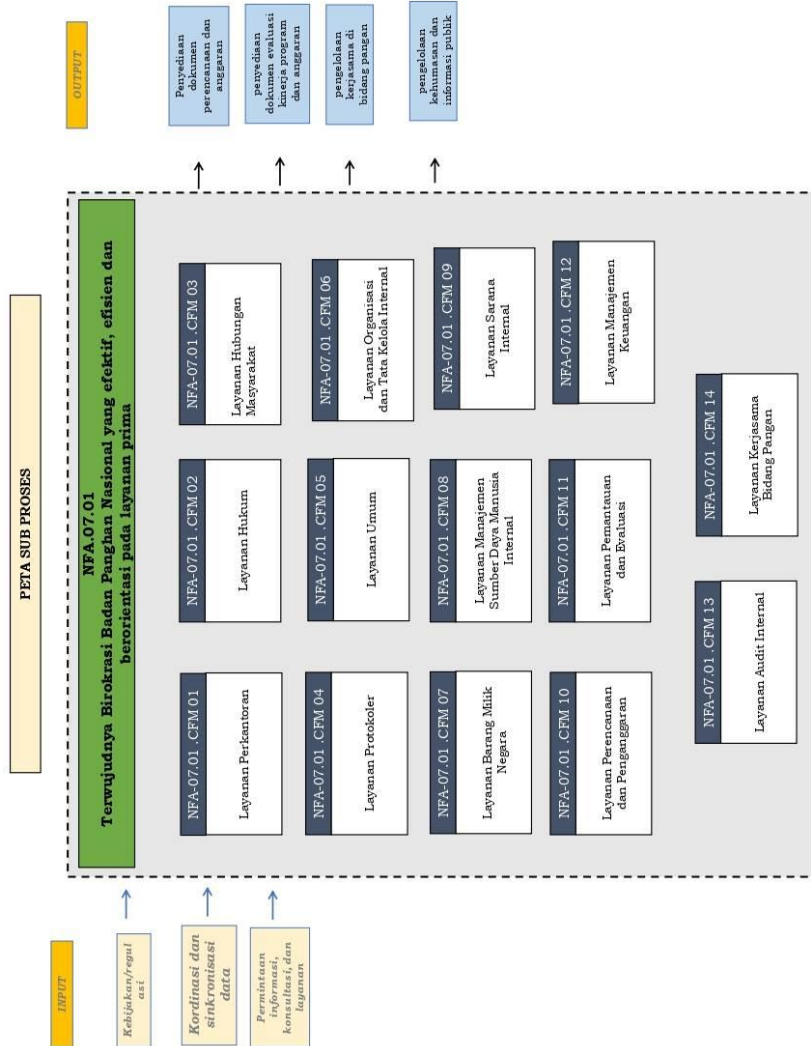 PETA SUB PROSES
INPUT
Kebijakan/regul
asi
Kordinasi dan
sinkronisasi
data
Permintaan
informasi,
konsultasi, dan
layanan
NFA.07.01
Terwujudnya Birokrasi Badan Panghan Nasional yang efektif, efisien dan
berorientasi pada layanan prima
NFA-07.01 .CFM 01
Layanan Perkantoran
NFA-07.01 .CFM 02
Layanan Hukum
NFA-07.01 .CFM 03
Layanan Hubungan
Masyarakat
NFA-07.01 .CFM 04
Layanan Protokoler
NFA-07.01 .CFM 05
Layanan Umum
NFA-07.01 .CFM 06
Layanan Organisasi
dan Tata Kelola Internal
NFA-07.01 .CFM 07
Layanan Barang Milik
Negara
NFA-07.01 .CFM 08
Layanan Manajemen
Sumber Daya Manusia
Internal
NFA-07.01 .CFM 09
Layanan Sarana
Internal
NFA-07.01 .CFM 10
Layanan Perencanaan
dan Penganggaran
NFA-07.01 .CFM 11
Layanan Pemantauan
dan Evaluasi
NFA-07.01 .CFM 12
Layanan Manajemen
Keuangan
NFA-07.01 .CFM 13
Layanan Audit Internal
NFA-07.01 .CFM 14
Layanan Kerjasama
Bidang Pangan
OUTPUT
Penyediaan
dokumen
perencanaan dan
anggaran
penyediaan
dokumen evaluasi
kinerja program
dan anggaran
pengelolaan
kerjasama di
bidang pangan
pengelolaan
kehumasan dan
informasi publik